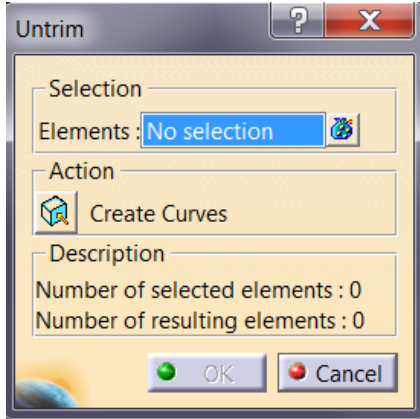 Untrim
?
X
Selection
Elements : No selection
Action
Create Curves
Description
Number of selected elements : 0
Number of resulting elements : 0
OK Cancel